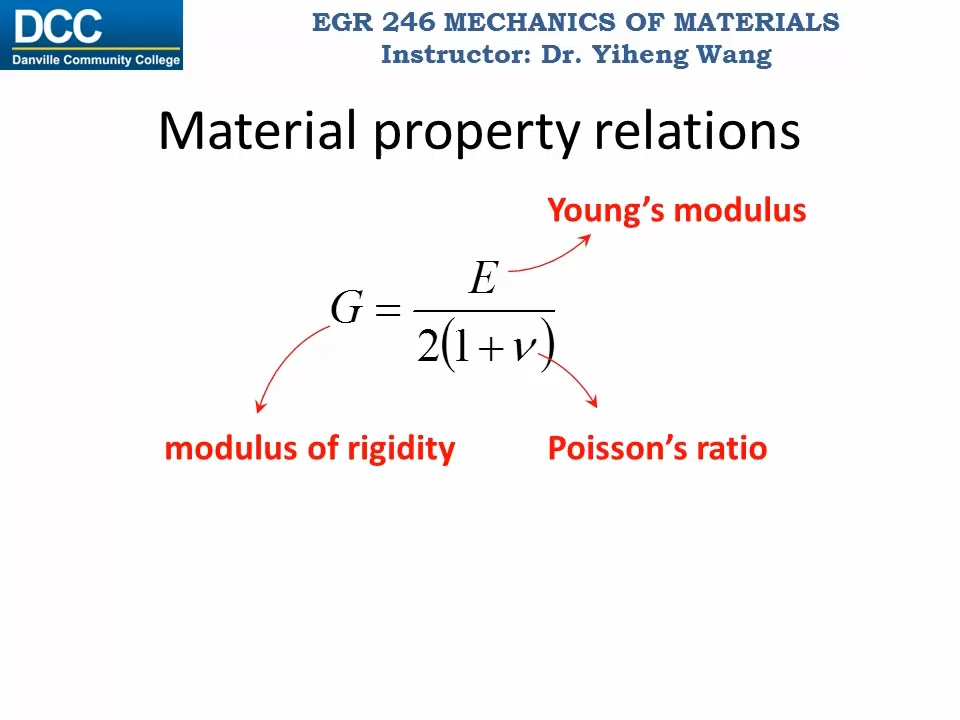 DCC
Danville Community College
EGR 246 MECHANICS OF MATERIALS
Instructor: Dr. Yiheng Wang
Material property relations
Young’s modulus
G = E / 2(1 + ν)
modulus of rigidity
Poisson’s ratio